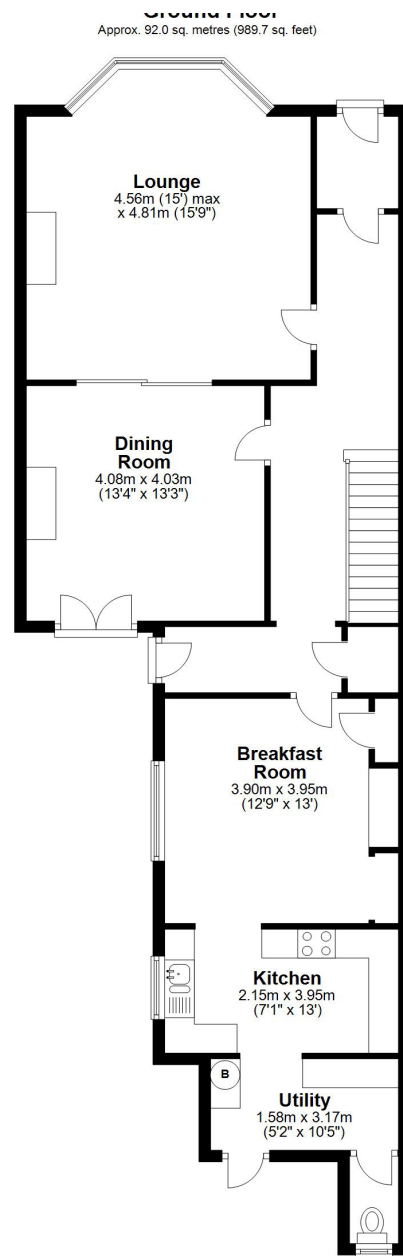 Ground Floor
Approx. 92.0 sq. metres (989.7 sq. feet)
Lounge
4.56m (15') max
x 4.81m (15'9")
Dining
Room
4.08m x 4.03m
(13'4" x 13'3")
Breakfast
Room
3.90m x 3.95m
(12'9" x 13')
Kitchen
2.15m x 3.95m
(7'1" x 13')
B
Utility
1.58m x 3.17m
(5'2" x 10'5")